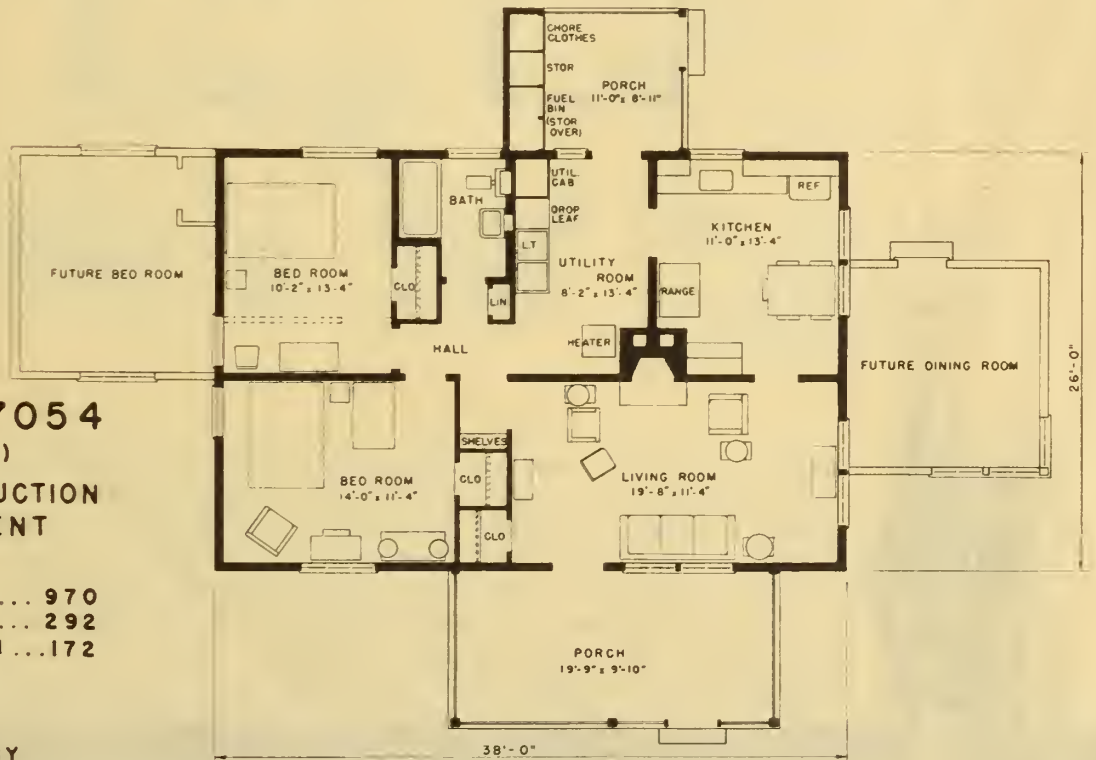 CHORE
CLOTHES
STOR
FUEL
BIN
(STOR
OVER)
PORCH
11'-0" x 8'-11"
UTIL.
CAB
DROP
LEAF
L.T
BATH
REF
KITCHEN
11'-0" x 13'-4"
FUTURE BED ROOM
BED ROOM
10'-2" x 13'-4"
CLO
LIN
UTILITY
ROOM
8'-2" x 13'-4"
RANGE
HEATER
HALL
FUTURE DINING ROOM
26'-0"
7054
)
UCTION
ENT
SHELVES
CLO
CLO
BED ROOM
14'-0" x 11'-4"
LIVING ROOM
19'-8" x 11'-4"
... 970
... 292
...172
PORCH
19'-9" x 9'-10"
Y
38'-0"